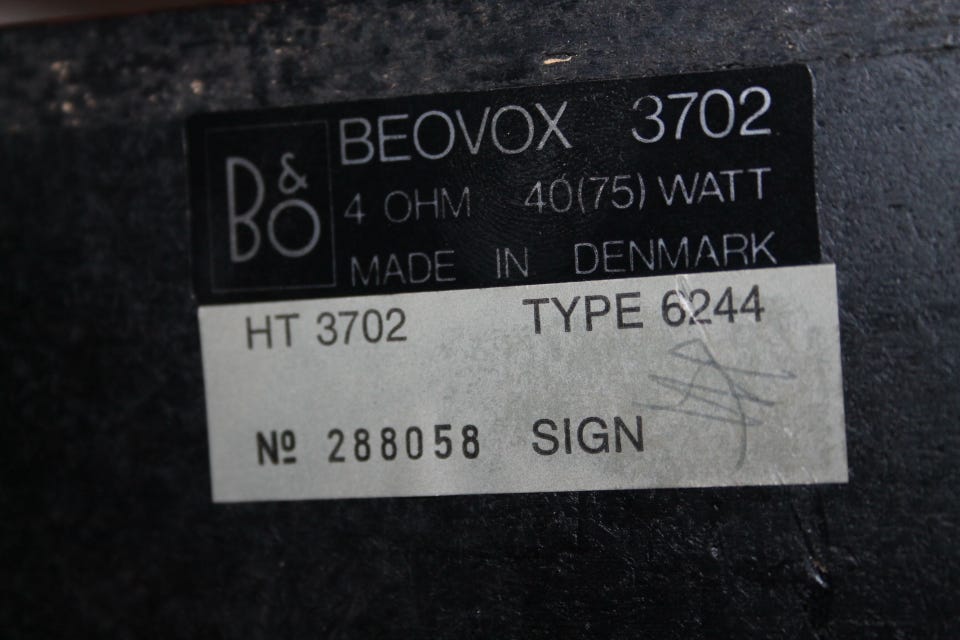 B&O
BEOVOX 3702
4 OHM 40(75) WATT
MADE IN DENMARK
HT 3702 TYPE 6244
Nº 288058 SIGN